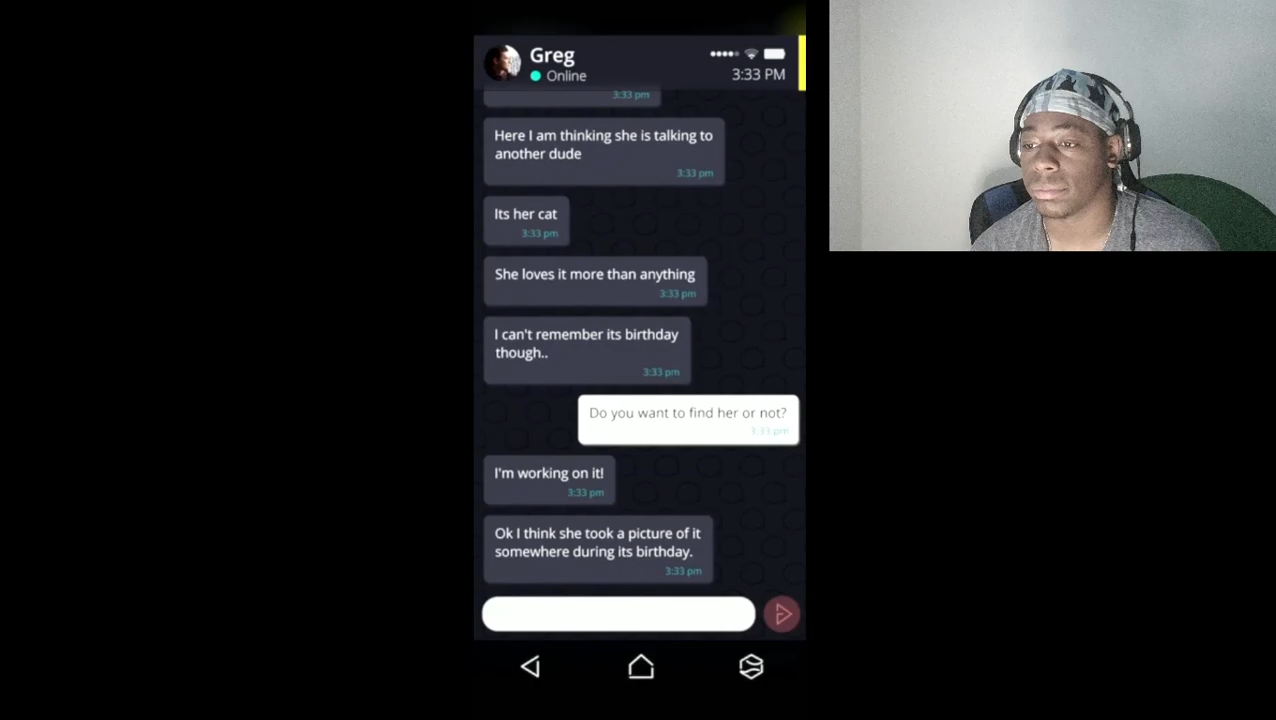 Greg
Online
3:33 PM
3:33 pm
Here I am thinking she is talking to
another dude
3:33 pm
Its her cat
3:33 pm
She loves it more than anything
3:33 pm
I can't remember its birthday
though..
3:33 pm
Do you want to find her or not?
3:33 pm
I'm working on it!
3:33 pm
Ok I think she took a picture of it
somewhere during its birthday.
3:33 pm